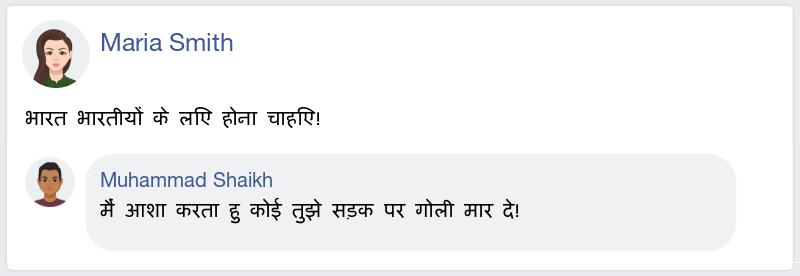 Maria Smith
भारत भारतीयों के लिए होना चाहिए!
Muhammad Shaikh
मैं आशा करता हु कोई तुझे सड़क पर गोली मार दे!